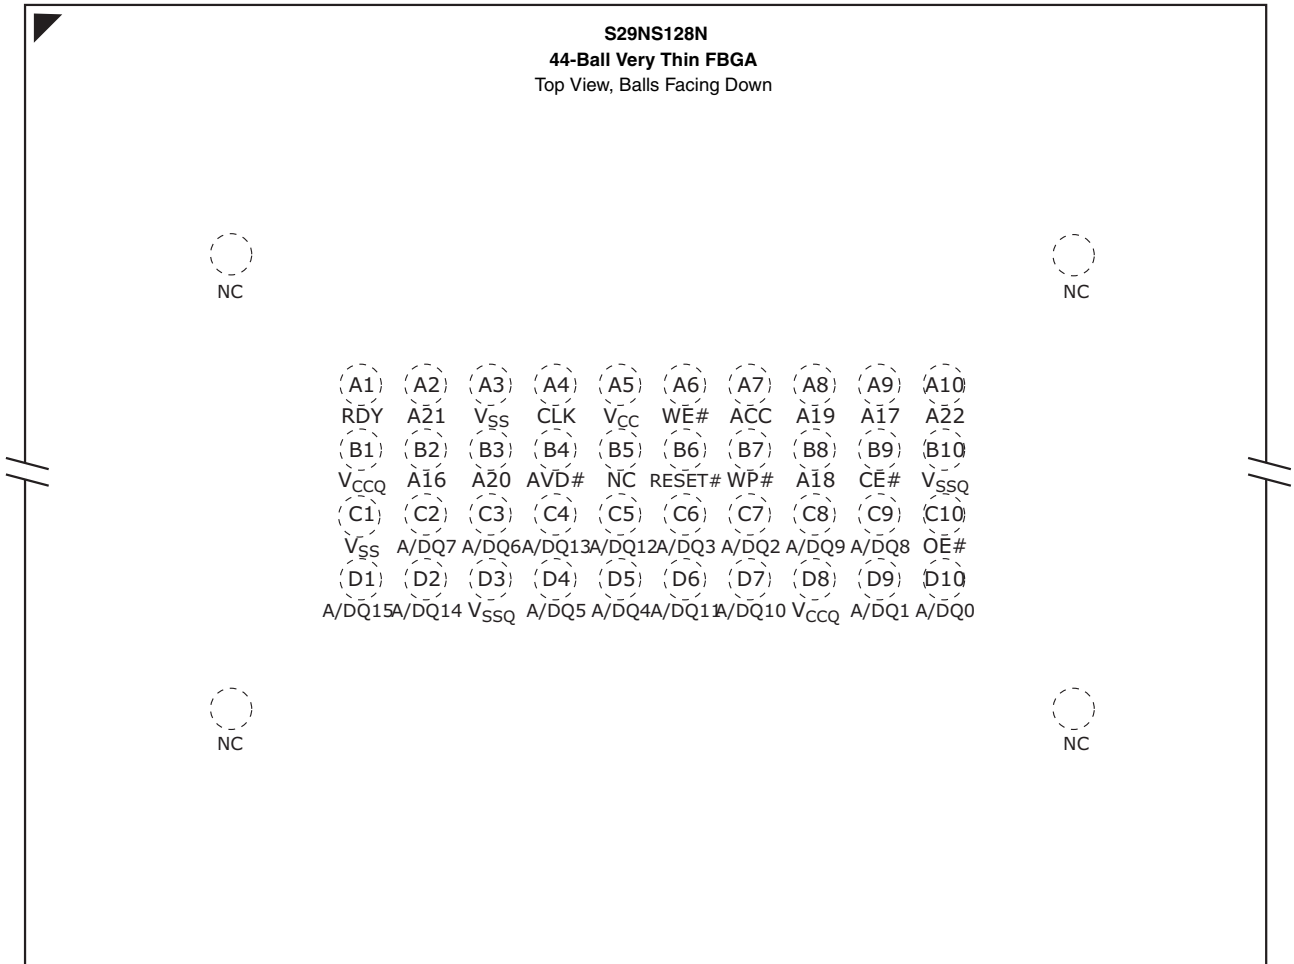 S29NS128N
44-Ball Very Thin FBGA
Top View, Balls Facing Down
NC NC
A1 A2 A3 A4 A5 A6 A7 A8 A9 A10
RDY A21 VSS CLK VCC WE# ACC A19 A17 A22
B1 B2 B3 B4 B5 B6 B7 B8 B9 B10
VCCQ A16 A20 AVD# NC RESET# WP# A18 CE# VSSQ
C1 C2 C3 C4 C5 C6 C7 C8 C9 C10
VSS A/DQ7 A/DQ6 A/DQ13 A/DQ12 A/DQ3 A/DQ2 A/DQ9 A/DQ8 OE#
D1 D2 D3 D4 D5 D6 D7 D8 D9 D10
A/DQ15 A/DQ14 VSSQ A/DQ5 A/DQ4 A/DQ11 A/DQ10 VCCQ A/DQ1 A/DQ0
NC NC